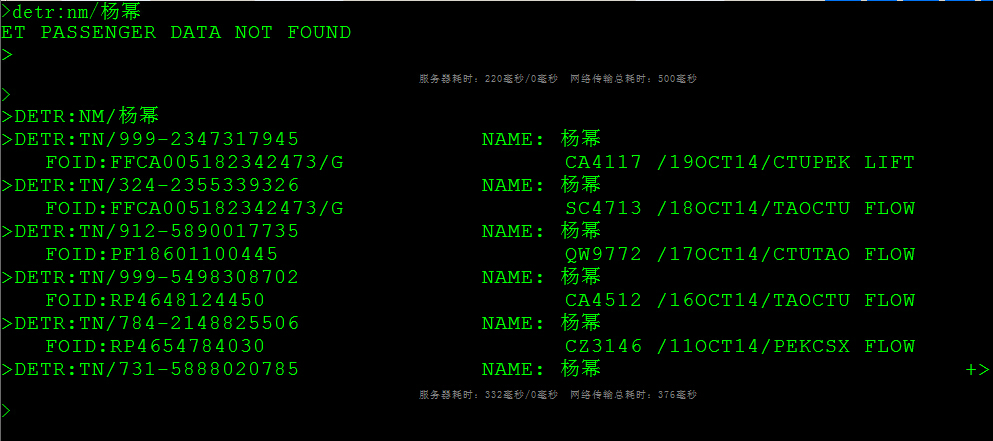 >detr:nm/杨幂
ET PASSENGER DATA NOT FOUND
>
服务器耗时：220毫秒/0毫秒 网络传输总耗时：500毫秒
>
>DETR:NM/杨幂
>DETR:TN/999-2347317945 NAME: 杨幂
FOID:FFCA005182342473/G CA4117 /19OCT14/CTUPEK LIFT
>DETR:TN/324-2355339326 NAME: 杨幂
FOID:FFCA005182342473/G SC4713 /18OCT14/TAOCTU FLOW
>DETR:TN/912-5890017735 NAME: 杨幂
FOID:PF18601100445 QW9772 /17OCT14/CTUTAO FLOW
>DETR:TN/999-5498308702 NAME: 杨幂
FOID:RP4648124450 CA4512 /16OCT14/TAOCTU FLOW
>DETR:TN/784-2148825506 NAME: 杨幂
FOID:RP4654784030 CZ3146 /11OCT14/PEKCSX FLOW
>DETR:TN/731-5888020785 NAME: 杨幂 +>
服务器耗时：332毫秒/0毫秒 网络传输总耗时：376毫秒
>